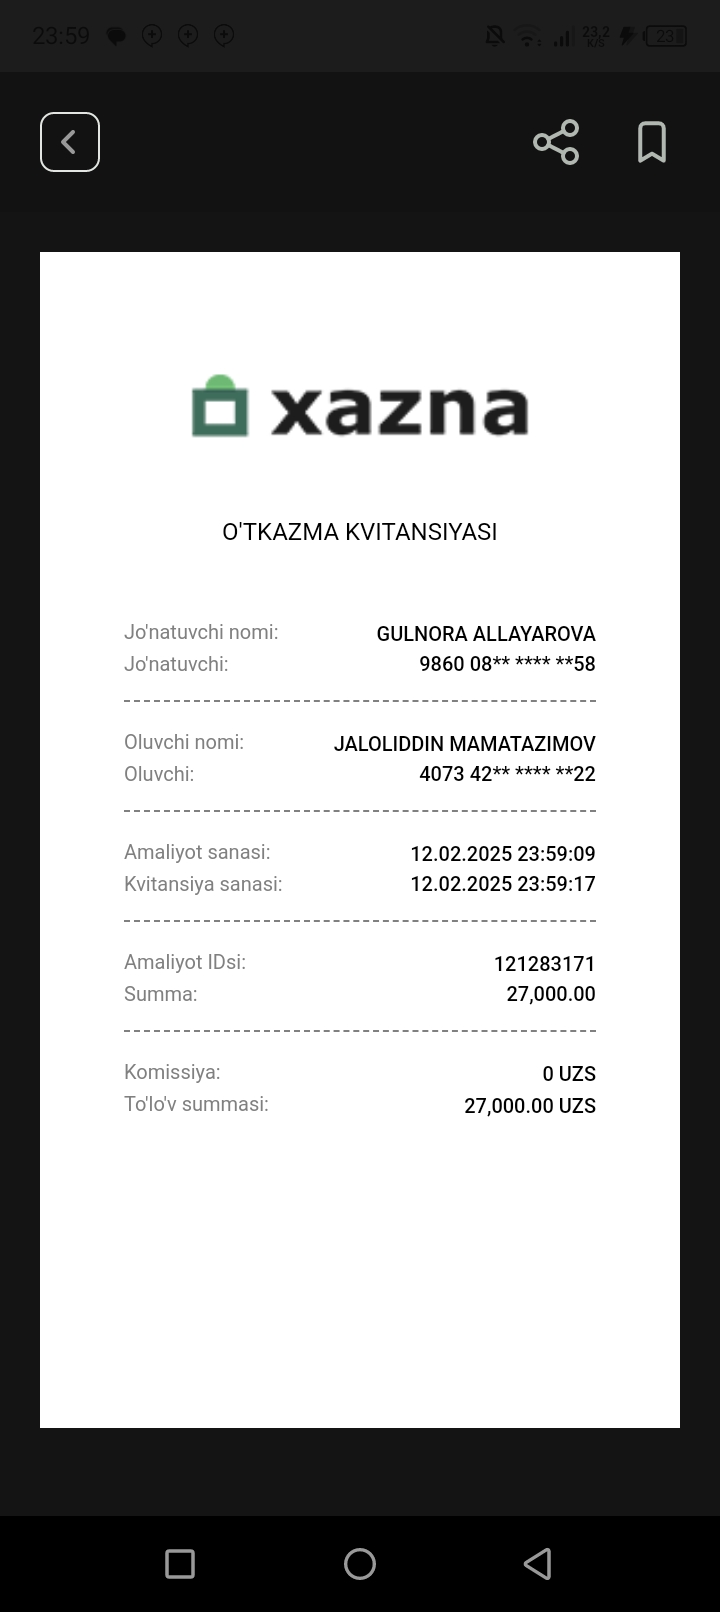 23:59
23,2
K/S
23
xazna
O'TKAZMA KVITANSIYASI
Jo'natuvchi nomi: GULNORA ALLAYAROVA
Jo'natuvchi: 9860 08** **** **58
Oluvchi nomi: JALOLIDDIN MAMATAZIMOV
Oluvchi: 4073 42** **** **22
Amaliyot sanasi: 12.02.2025 23:59:09
Kvitansiya sanasi: 12.02.2025 23:59:17
Amaliyot IDsi: 121283171
Summa: 27,000.00
Komissiya: 0 UZS
To'lo'v summasi: 27,000.00 UZS